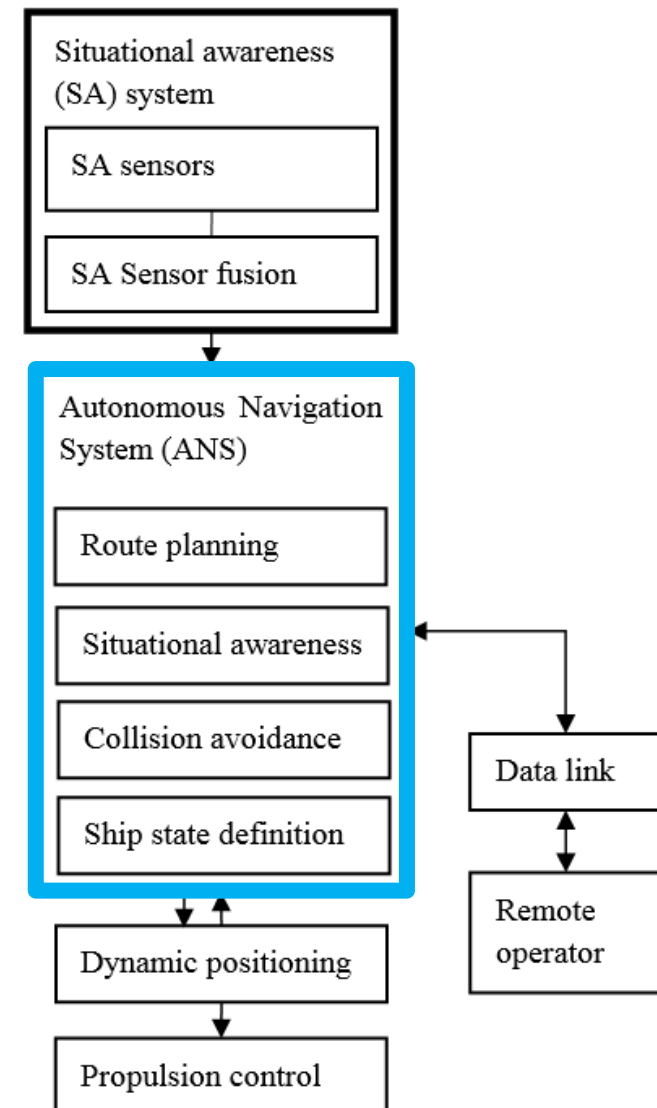 Situational awareness
(SA) system
SA sensors
SA Sensor fusion
Autonomous Navigation
System (ANS)
Route planning
Situational awareness
Collision avoidance
Ship state definition
Data link
Remote
operator
Dynamic positioning
Propulsion control